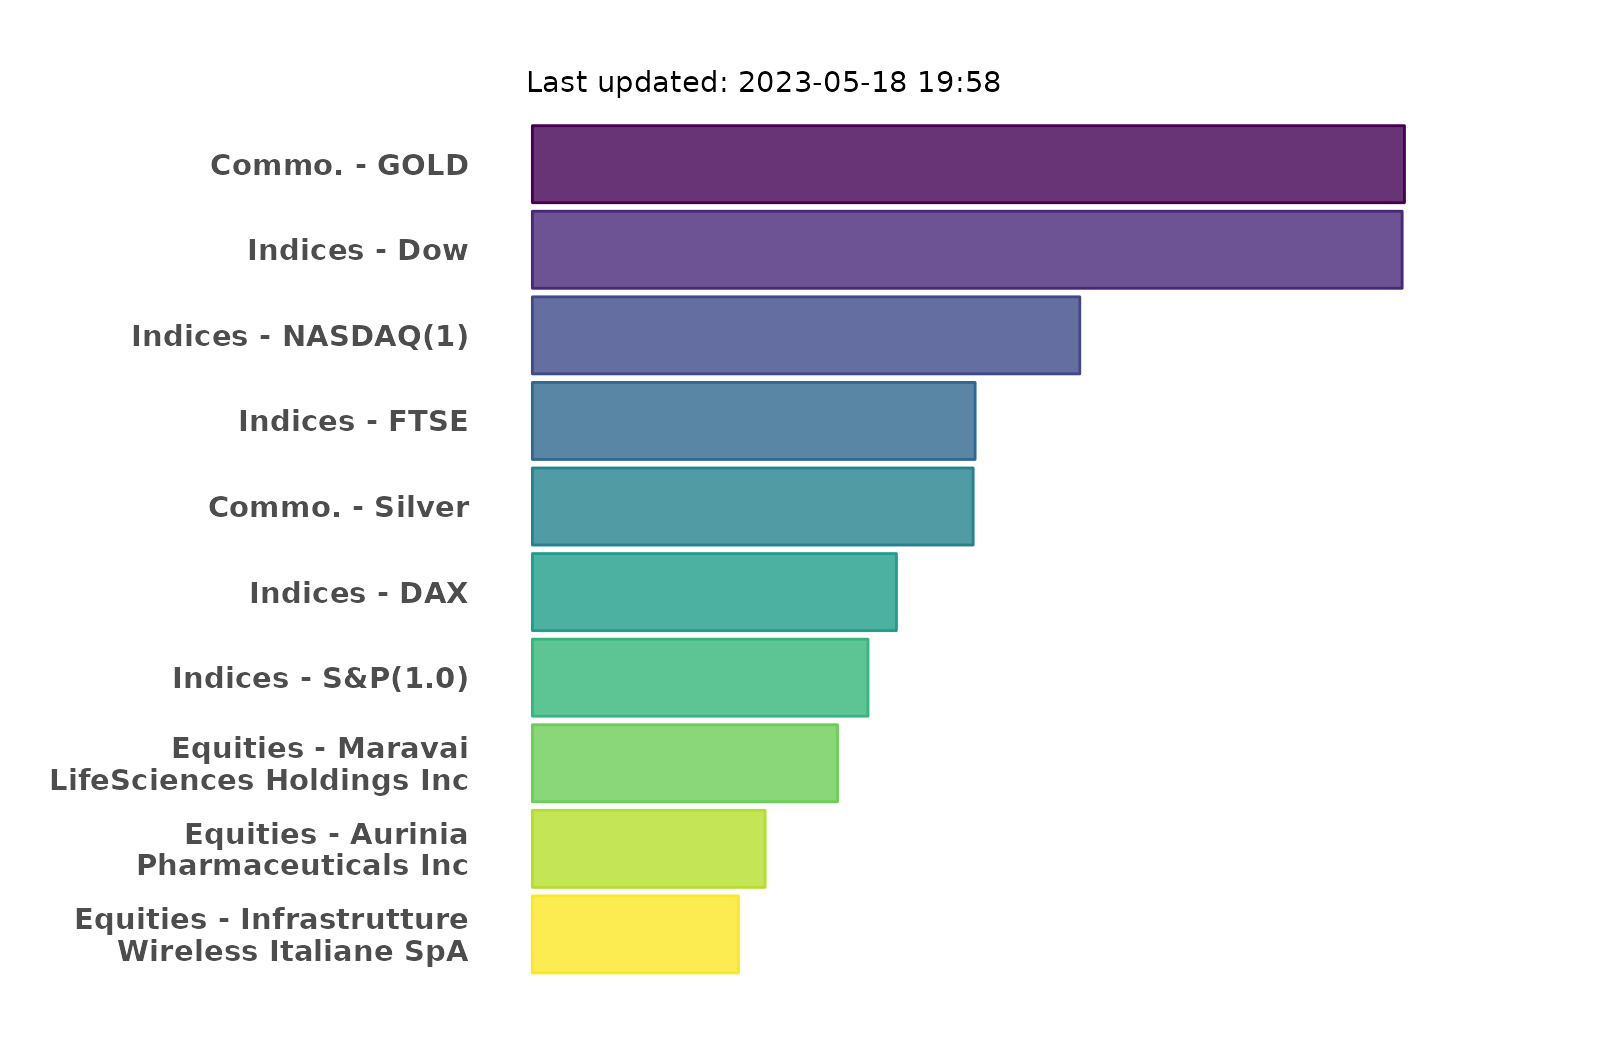 Last updated: 2023-05-18 19:58
Commo. - GOLD
Indices - Dow
Indices - NASDAQ(1)
Indices - FTSE
Commo. - Silver
Indices - DAX
Indices - S&P(1.0)
Equities - Maravai
LifeSciences Holdings Inc
Equities - Aurinia
Pharmaceuticals Inc
Equities - Infrastrutture
Wireless Italiane SpA